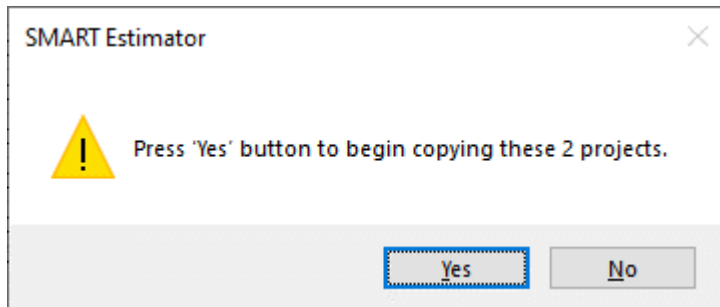 SMART Estimator
!
Press ‘Yes’ button to begin copying these 2 projects.
Yes
No